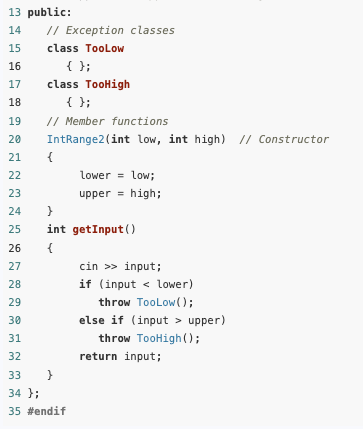 13 public:
14    // Exception classes
15    class TooLow
16       { };
17    class TooHigh
18       { };
19    // Member functions
20    IntRange2(int low, int high)  // Constructor
21    {
22         lower = low;
23         upper = high;
24    }
25    int getInput()
26    {
27         cin >> input;
28         if (input < lower)
29            throw TooLow();
30         else if (input > upper)
31            throw TooHigh();
32         return input;
33    }
34 };
35 #endif